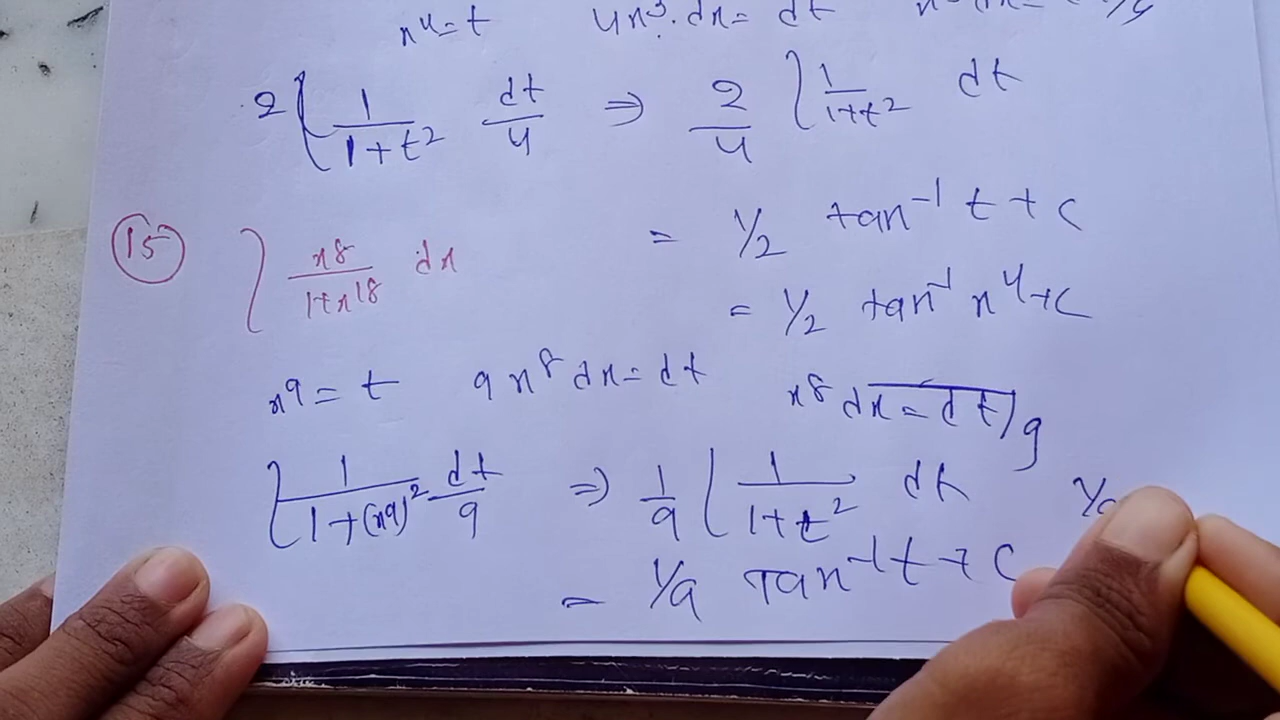 x⁴ = t 4x³. dx = dt
2 ∫ 1/(1+t²) dt/4 ⇒ 2/4 ∫ 1/(1+t²) dt
= 1/2 tan⁻¹ t + c
(15) ∫ x⁸/(1+x¹⁸) dx
= 1/2 tan⁻¹ x⁴ + c
x⁹ = t 9x⁸ dx = dt x⁸ dx = dt/9
∫ 1/(1+(x⁹)²) dt/9 ⇒ 1/9 ∫ 1/(1+t²) dt
= 1/9 Tan⁻¹ t + c